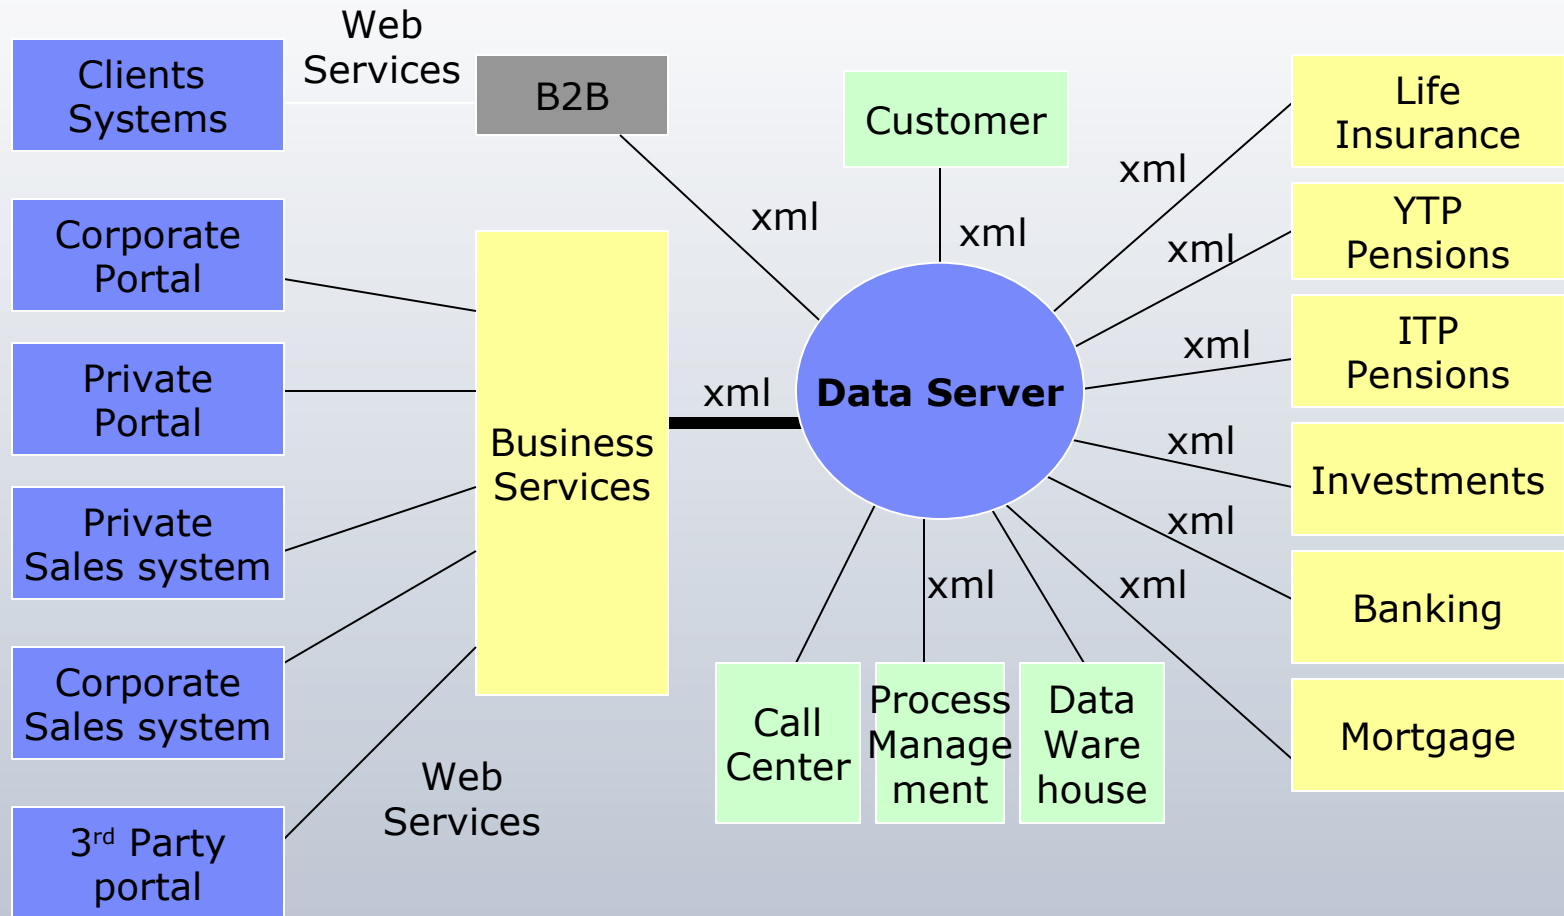 Web
Services
Clients
Systems
B2B
Customer
Life
Insurance
xml
Corporate
Portal
xml
xml
YTP
Pensions
xml
Private
Portal
xml
Data Server
xml
ITP
Pensions
Business
Services
xml
Investments
Private
Sales system
xml
Banking
xml
xml
Corporate
Sales system
Call
Center
Process
Manage
ment
Data
Ware
house
Mortgage
Web
Services
3rd Party
portal